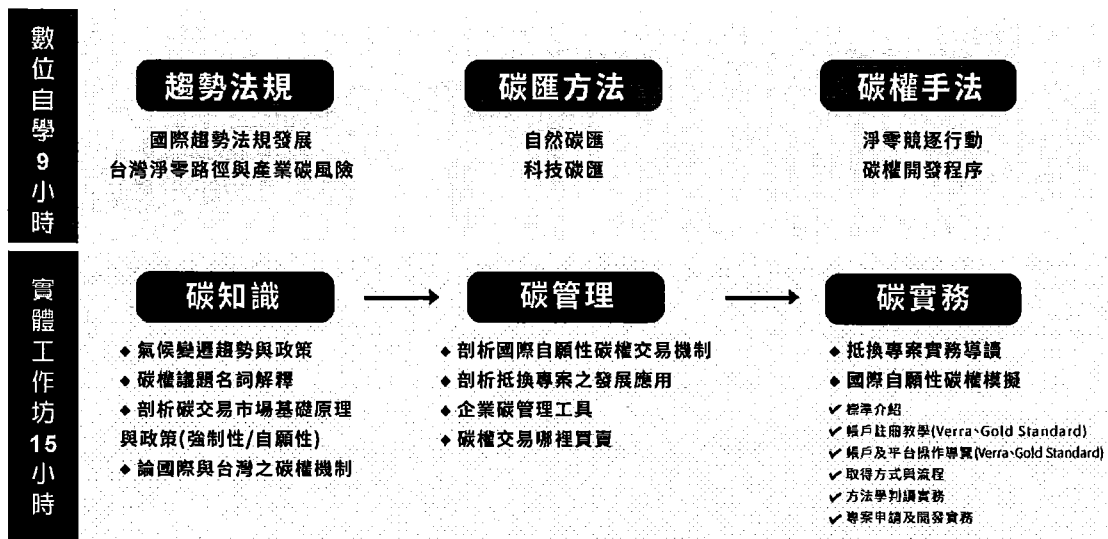 數位自學9小時
趨勢法規
國際趨勢法規發展
台灣淨零路徑與產業碳風險
碳匯方法
自然碳匯
科技碳匯
碳權手法
淨零競逐行動
碳權開發程序
實體工作坊15小時
碳知識
◆ 氣候變遷趨勢與政策
◆ 碳權議題名詞解釋
◆ 剖析碳交易市場基礎原理
與政策(強制性/自願性)
◆ 論國際與台灣之碳權機制
碳管理
◆ 剖析國際自願性碳權交易機制
◆ 剖析抵換專案之發展應用
◆ 企業碳管理工具
◆ 碳權交易哪裡買賣
碳實務
◆ 抵換專案實務導讀
◆ 國際自願性碳權模擬
✔ 標準介紹
✔ 帳戶註冊教學(Verra、Gold Standard)
✔ 帳戶及平台操作導覽(Verra、Gold Standard)
✔ 取得方式與流程
✔ 方法學判讀實務
✔ 專案申請及開發實務